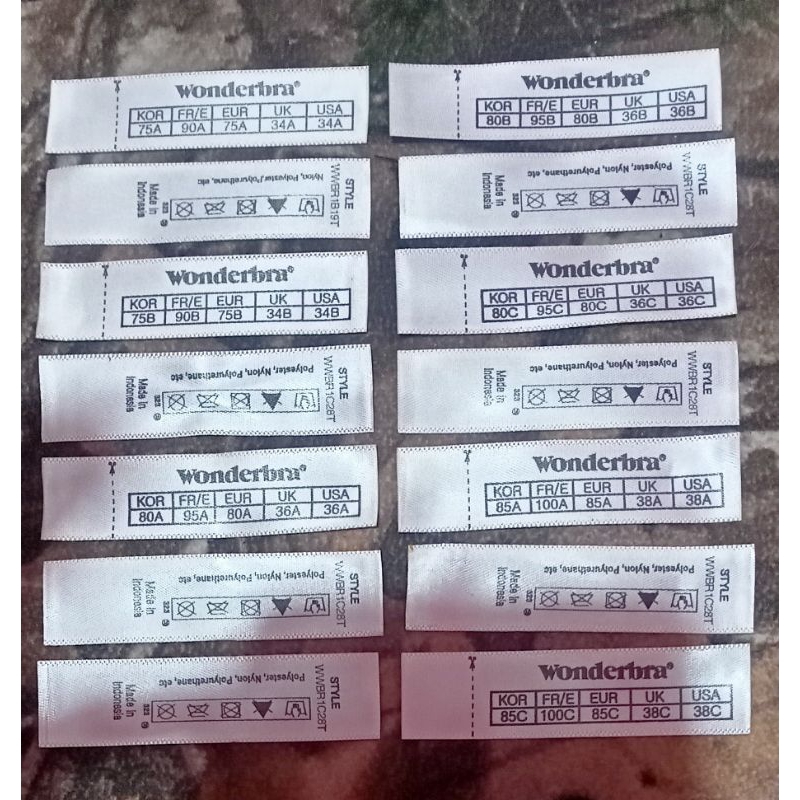 Wonderbra®
KOR FR/E EUR UK USA
75A 90A 75A 34A 34A
STYLE
WWBR1B19T
Nylon, Polyester, Polyurethane, etc
Made in
Indonesia
Wonderbra®
KOR FR/E EUR UK USA
75B 90B 75B 34B 34B
STYLE
WWBR1C28T
Polyester, Nylon, Polyurethane, etc
Made in
Indonesia
Wonderbra®
KOR FR/E EUR UK USA
80A 95A 80A 36A 36A
STYLE
WWBR1C28T
Polyester, Nylon, Polyurethane, etc
Made in
Indonesia
STYLE
WWBR1C28T
Polyester, Nylon, Polyurethane, etc
Made in
Indonesia
Wonderbra®
KOR FR/E EUR UK USA
80B 95B 80B 36B 36B
STYLE
WWBR1C28T
Polyester, Nylon, Polyurethane, etc
Made in
Indonesia
Wonderbra®
KOR FR/E EUR UK USA
80C 95C 80C 36C 36C
STYLE
WWBR1C28T
Polyester, Nylon, Polyurethane, etc
Made in
Indonesia
Wonderbra®
KOR FR/E EUR UK USA
85A 100A 85A 38A 38A
STYLE
WWBR1C28T
Polyester, Nylon, Polyurethane, etc
Made in
Indonesia
Wonderbra®
KOR FR/E EUR UK USA
85C 100C 85C 38C 38C